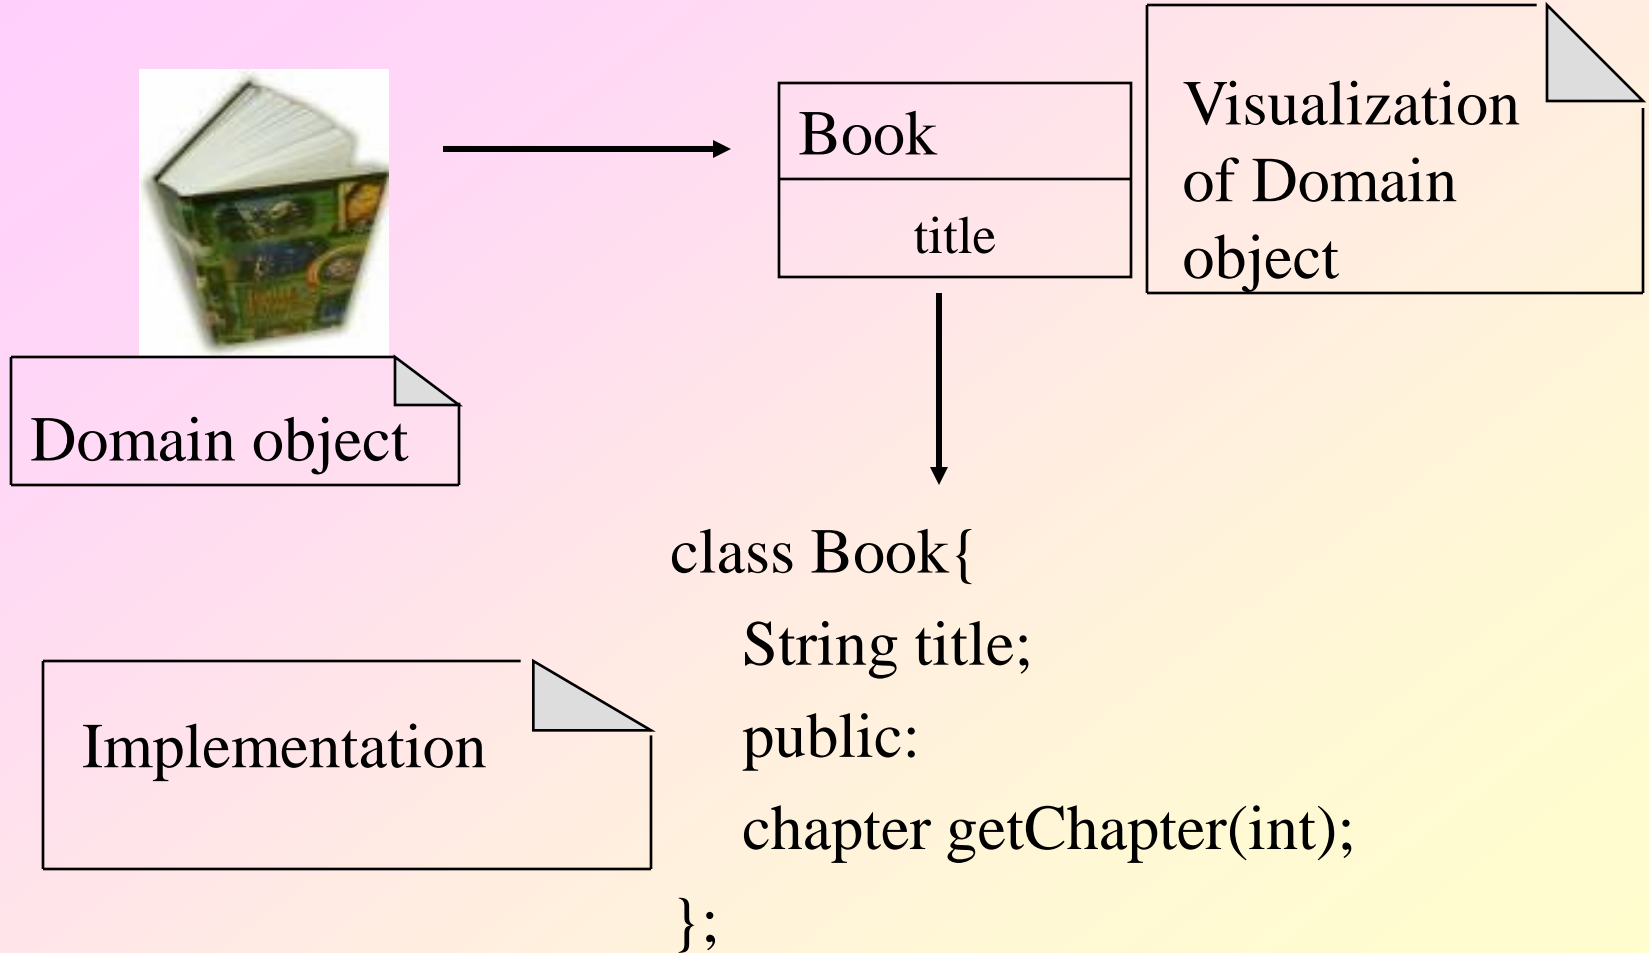 Book
title
Visualization
of Domain
object
Domain object
class Book{
String title;
public:
chapter getChapter(int);
};
Implementation